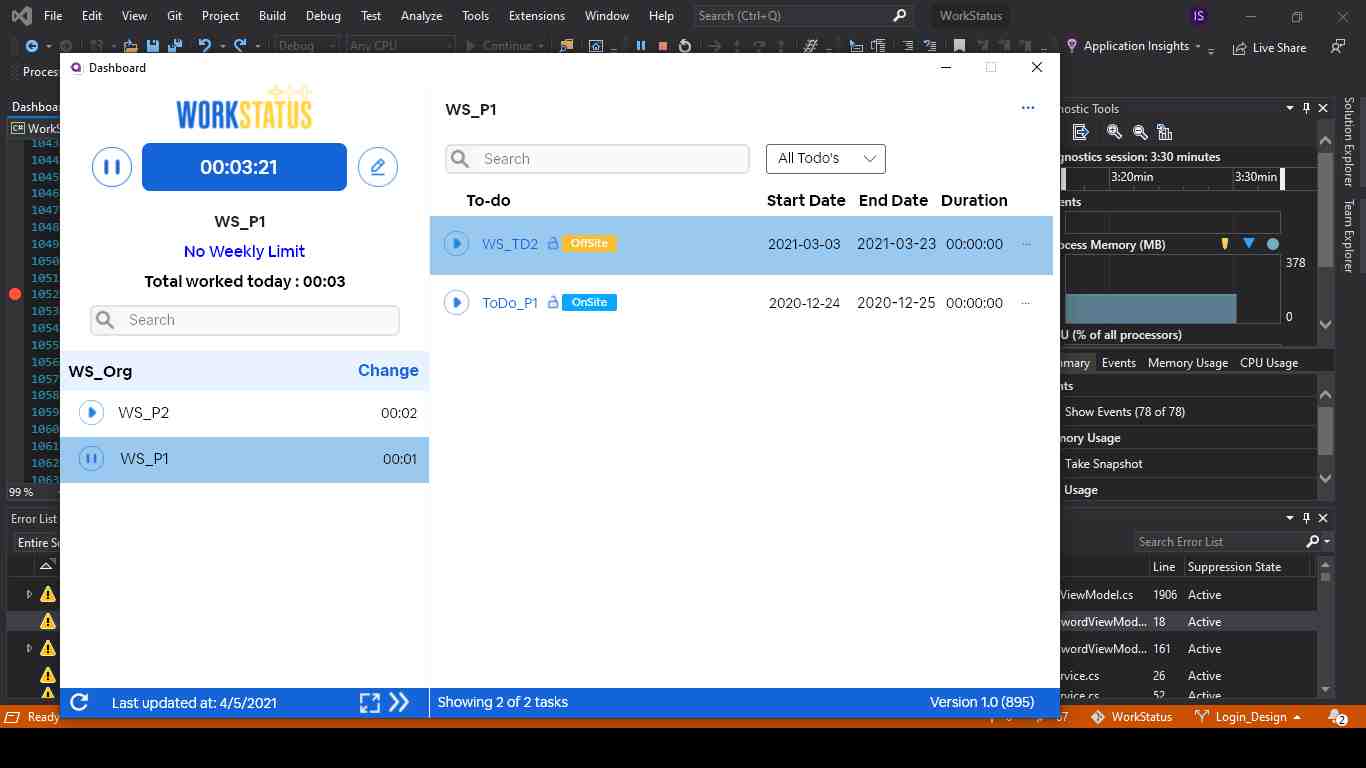 File Edit View Git Project Build Debug Test Analyze Tools Extensions Window Help Search (Ctrl+Q) WorkStatus IS
Debug Any CPU Continue Application Insights Live Share
Proces
Dashboard
Dashboa
WorkS
WORKSTATUS
00:03:21
WS_P1
No Weekly Limit
Total worked today : 00:03
Search
WS_Org Change
WS_P2 00:02
WS_P1 00:01
Last updated at: 4/5/2021
WS_P1
Search All Todo's
To-do Start Date End Date Duration
WS_TD2 OffSite 2021-03-03 2021-03-23 00:00:00
ToDo_P1 OnSite 2020-12-24 2020-12-25 00:00:00
Showing 2 of 2 tasks Version 1.0 (895)
1043
1044
1045
1046
1047
1048
1049
1050
1051
1052
1053
1054
1055
1056
1057
1058
1059
1060
1061
1062
1063
99 %
Error List
Entire So
nostic Tools
gnostics session: 3:30 minutes
3:20min 3:30min
ents
ocess Memory (MB)
378
0
U (% of all processors)
mmary Events Memory Usage CPU Usage
nts
Show Events (78 of 78)
mory Usage
Take Snapshot
Usage
Search Error List
Line Suppression State
ViewModel.cs 1906 Active
wordViewMod... 18 Active
wordViewMod... 161 Active
rvice.cs 26 Active
rvice.cs 52 Active
Solution Explorer
Team Explorer
Ready 67 WorkStatus Login_Design 2